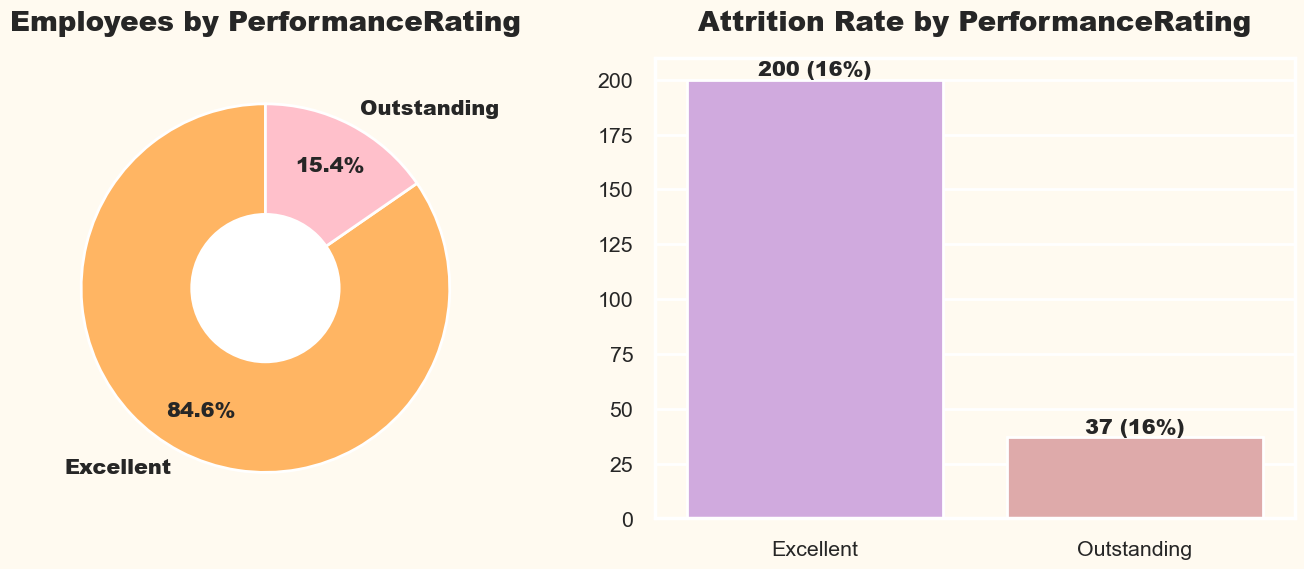 Employees by PerformanceRating
Outstanding
15.4%
84.6%
Excellent
Attrition Rate by PerformanceRating
200 (16%)
37 (16%)
200
175
150
125
100
75
50
25
0
Excellent
Outstanding